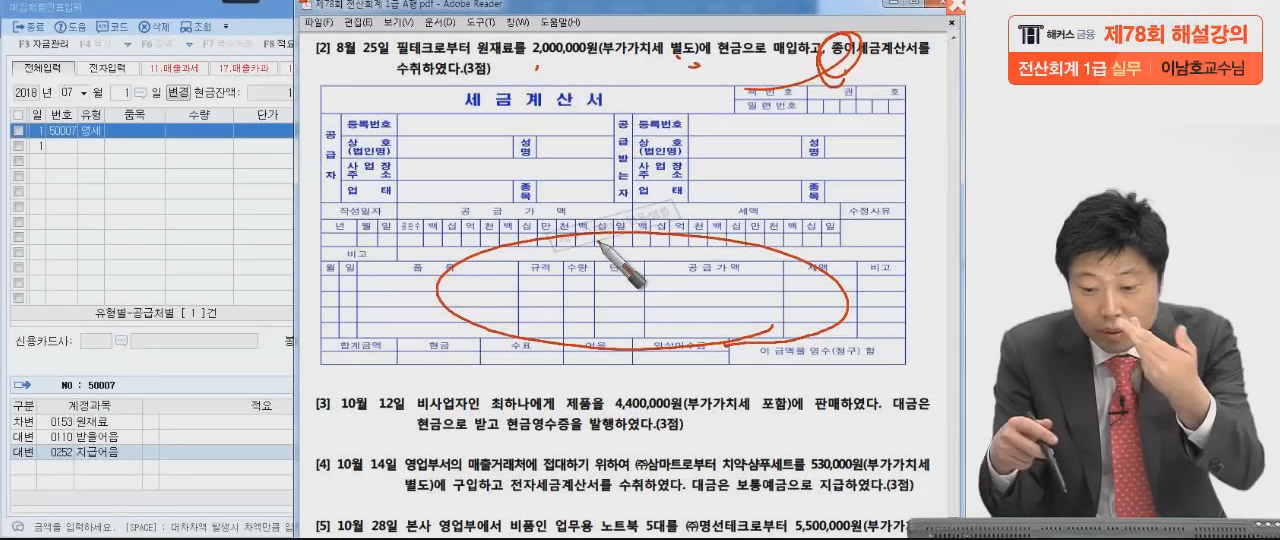 매입매출전표입력
종료 도움 코드 삭제 조회
F3 자금관리 F4 복사 F6 검색 F7 F8 적요
전체입력 전자입력 11.매출과세 17.매출카과
2018 년 07 월 1 일 변경 현금잔액: 1
일 번호 유형 품목 수량 단가
1 50007 영세
1
유형별-공급처별 [ 1 ]건
신용카드사: 봉
NO : 50007
구분 계정과목 적요
차변 0153 원재료
대변 0110 받을어음
대변 0252 지급어음
금액을 입력하세요. [SPACE] : 대차차액 발생시 차액만큼 입
제78회 전산회계 1급 A형.pdf - Adobe Reader
파일(F) 편집(E) 보기(V) 문서(D) 도구(T) 창(W) 도움말(H)
[2] 8월 25일 필테크로부터 원재료를 2,000,000원(부가가치세 별도)에 현금으로 매입하고, 종이세금계산서를
수취하였다.(3점)
세 금 계 산 서
책 번 호 권 호
일 련 번 호
공급자 등록번호 공급받는자 등록번호
상 호 (법인명) 성명 상 호 (법인명) 성명
사 업 장 주 소 사 업 장 주 소
업 태 종목 업 태 종목
작성일자 공 급 가 액 세액 수정사유
년 월 일 공란수 백 십 억 천 백 십 만 천 백 십 일 백 십 억 천 백 십 만 천 백 십 일
비고
월 일 품 목 규격 수량 단 공 급 가 액 세액 비고
합계금액 현금 수표 어음 외상미수금 이 금액을 영수(청구) 함
[3] 10월 12일 비사업자인 최하나에게 제품을 4,400,000원(부가가치세 포함)에 판매하였다. 대금은
현금으로 받고 현금영수증을 발행하였다.(3점)
[4] 10월 14일 영업부서의 매출거래처에 접대하기 위하여 ㈜삼마트로부터 치약·샴푸세트를 530,000원(부가가치세
별도)에 구입하고 전자세금계산서를 수취하였다. 대금은 보통예금으로 지급하였다.(3점)
[5] 10월 28일 본사 영업부에서 비품인 업무용 노트북 5대를 ㈜명선테크로부터 5,500,000원(부가가
해커스 금융 제78회 해설강의
전산회계 1급 실무 이남호교수님